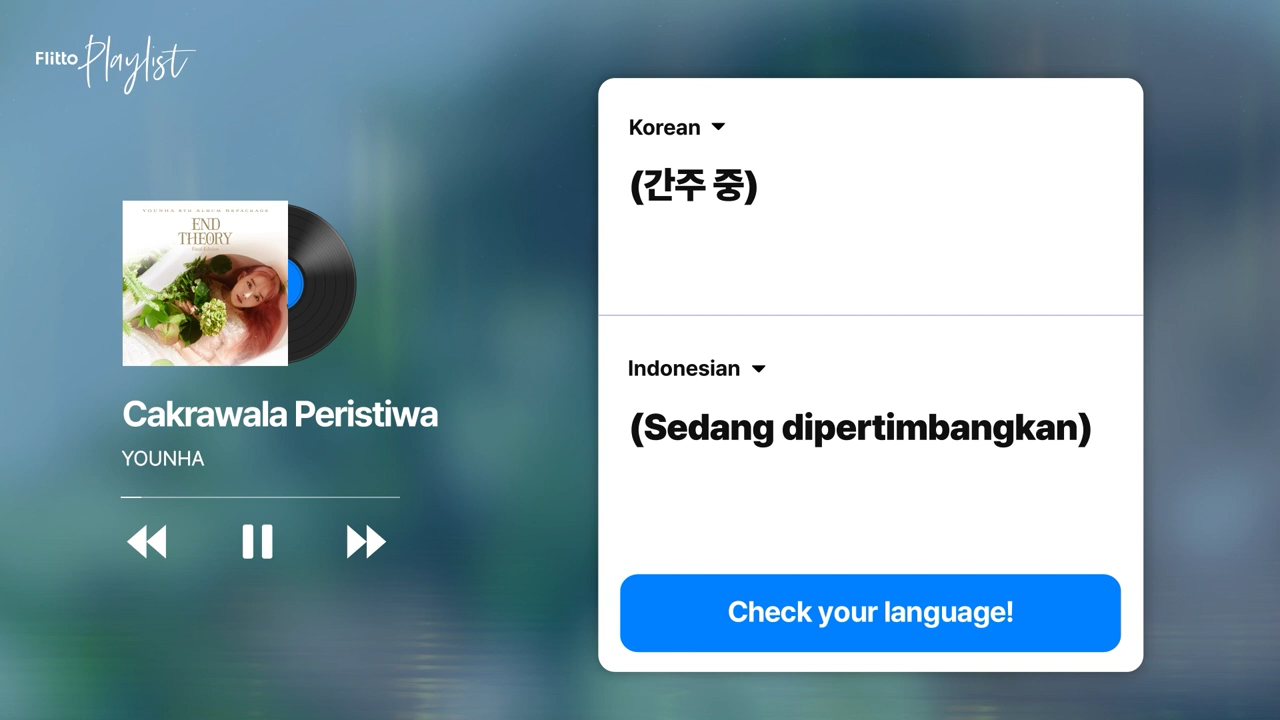 Flitto Playlist
YOUNHA 6TH ALBUM REPACKAGE
END
THEORY
Cakrawala Peristiwa
YOUNHA
Korean
(간주 중)
Indonesian
(Sedang dipertimbangkan)
Check your language!